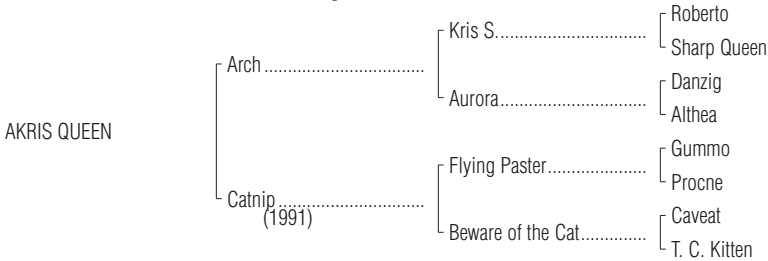 Roberto
Kris S.
Sharp Queen
Arch
Danzig
Aurora
Althea
AKRIS QUEEN
Gummo
Flying Paster
Procne
Catnip
(1991)
Caveat
Beware of the Cat
T. C. Kitten